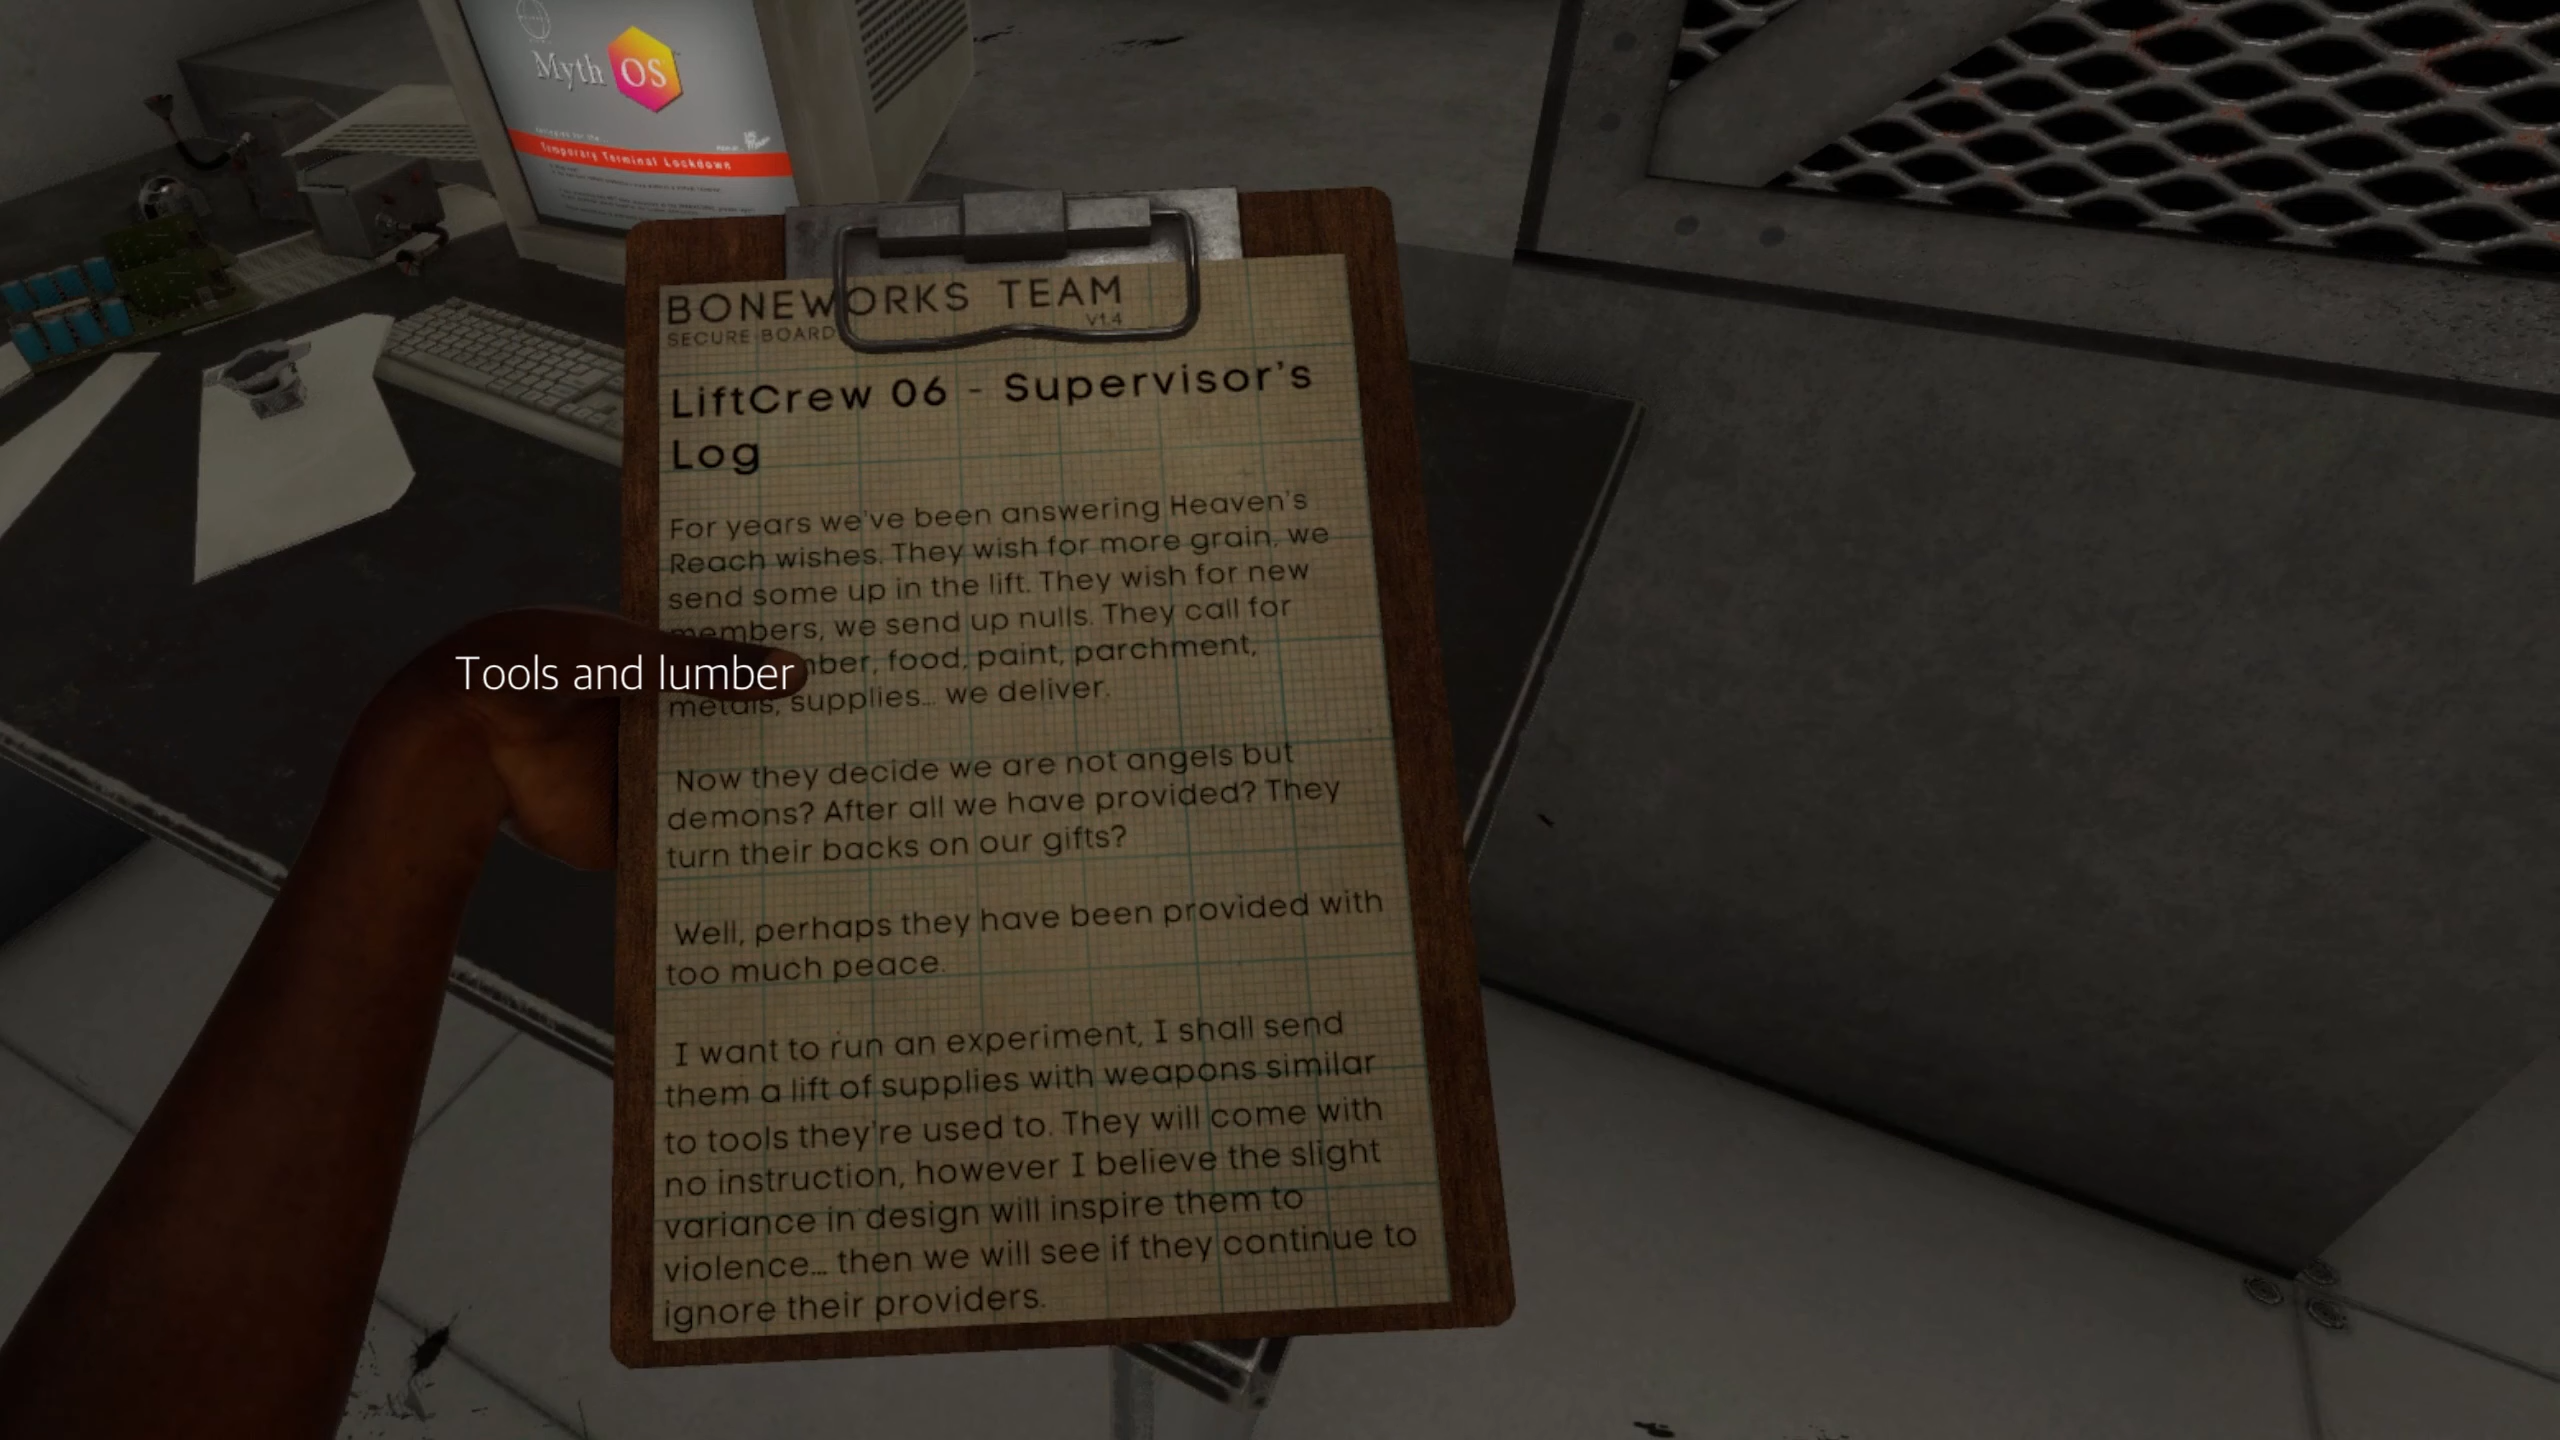 Myth OS
Temporary Terminal Lockdown
BONEWORKS TEAM
V1.4
SECURE BOARD
LiftCrew 06 - Supervisor's
Log
For years we've been answering Heaven's
Reach wishes. They wish for more grain, we
send some up in the lift. They wish for new
members, we send up nulls. They call for
Tools and lumber
mber, food, paint, parchment,
metals, supplies... we deliver.
Now they decide we are not angels but
demons? After all we have provided? They
turn their backs on our gifts?
Well, perhaps they have been provided with
too much peace.
I want to run an experiment, I shall send
them a lift of supplies with weapons similar
to tools they're used to. They will come with
no instruction, however I believe the slight
variance in design will inspire them to
violence... then we will see if they continue to
ignore their providers.